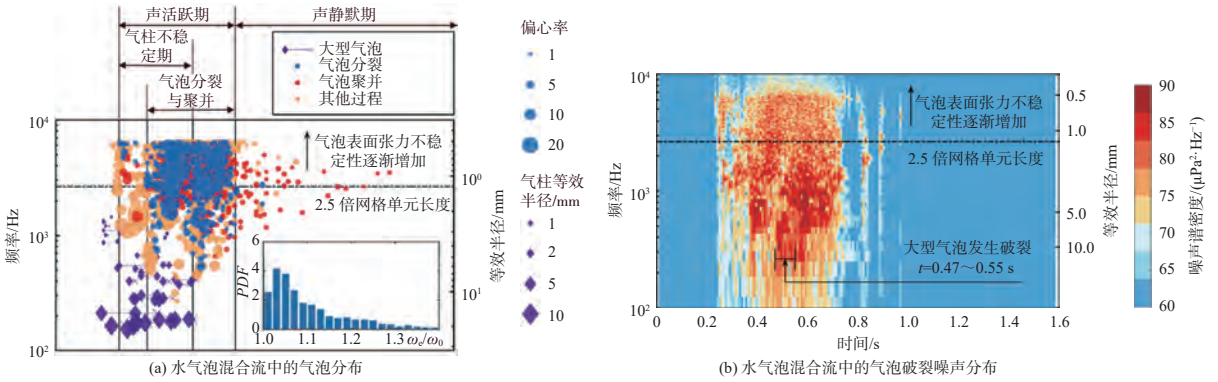 声活跃期
声静默期
气柱不稳
定期
气泡分裂
与聚并
大型气泡
气泡分裂
气泡聚并
其他过程
气泡表面张力不稳
定性逐渐增加
2.5 倍网格单元长度
10⁴
10³
10²
频率/Hz
10⁰
10¹
等效半径/mm
PDF
6
4
2
0
1.0
1.1
1.2
1.3
ωe/ω0
偏心率
1
5
10
20
气柱等效
半径/mm
1
2
5
10
(a) 水气泡混合流中的气泡分布
气泡表面张力不稳
定性逐渐增加
2.5 倍网格单元长度
大型气泡发生破裂
t=0.47～0.55 s
10⁴
10³
10²
频率/Hz
0
0.2
0.4
0.6
0.8
1.0
1.2
1.4
1.6
时间/s
0.5
1.0
5.0
10.0
等效半径/mm
90
85
80
75
70
65
60
噪声谱密度/(μPa²·Hz⁻¹)
(b) 水气泡混合流中的气泡破裂噪声分布